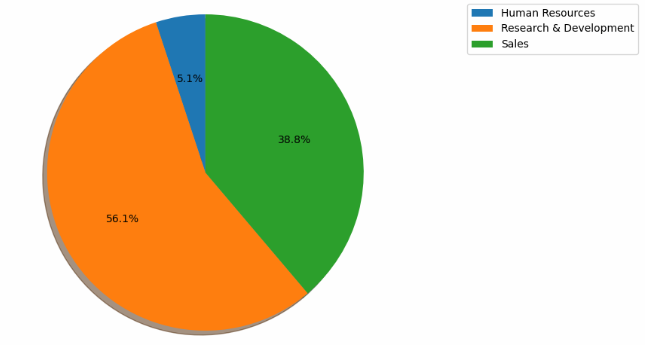 Human Resources
Research & Development
Sales
5.1%
38.8%
56.1%